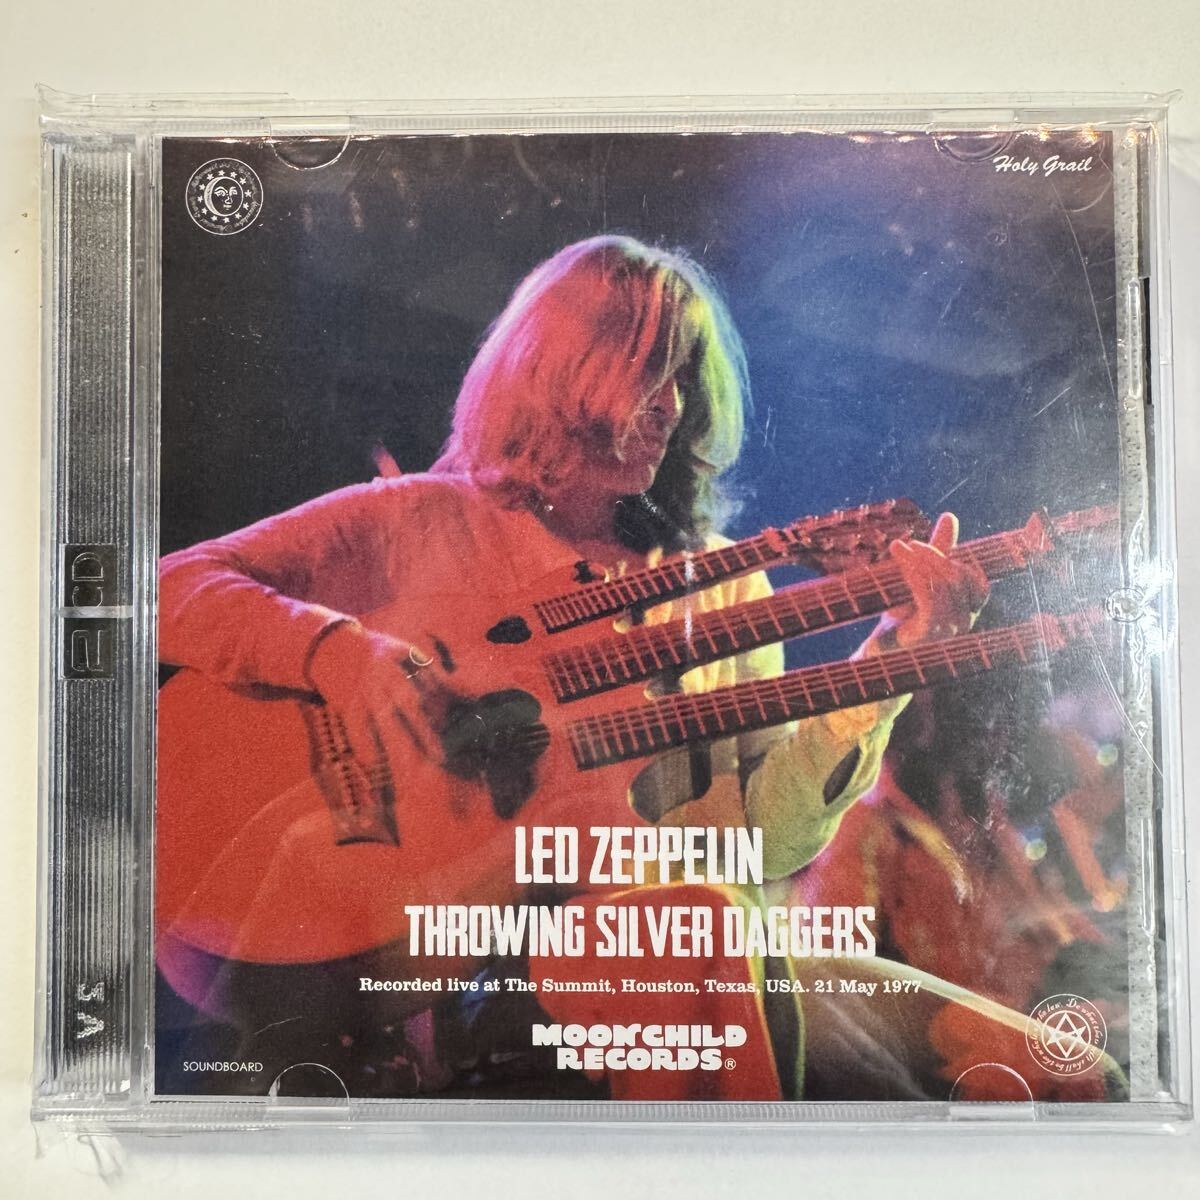 Holy Grail
2CD
LED ZEPPELIN
THROWING SILVER DAGGERS
Recorded live at The Summit, Houston, Texas, USA. 21 May 1977
MOONCHILD
RECORDS®
SOUNDBOARD